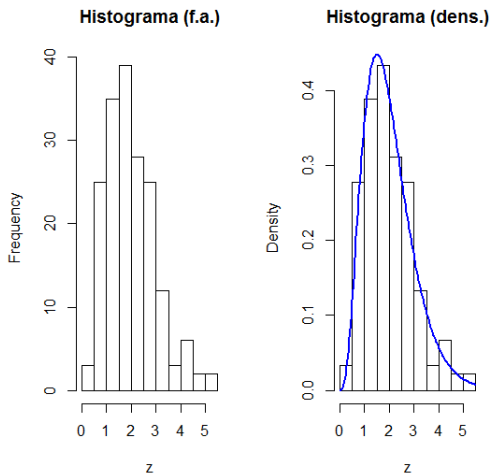 Histograma (f.a.)
Frequency
0 10 20 30 40
0 1 2 3 4 5
z
Histograma (dens.)
Density
0.0 0.1 0.2 0.3 0.4
0 1 2 3 4 5
z